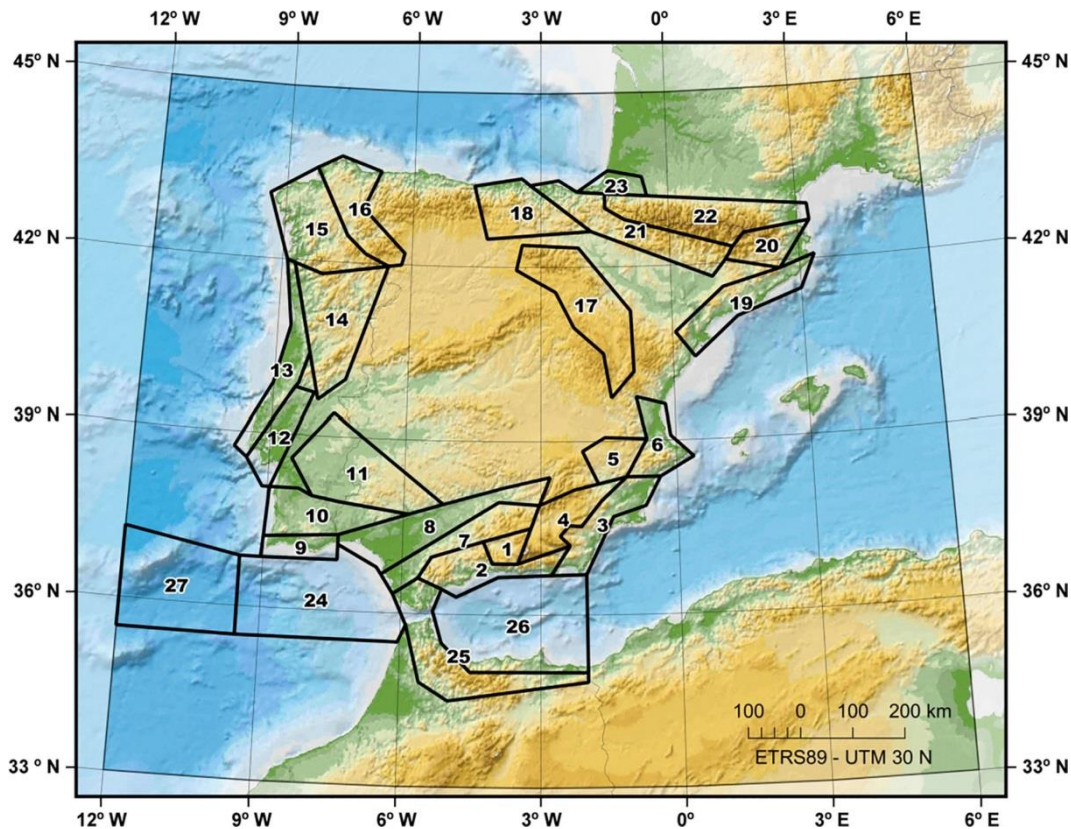 12º W 9º W 6º W 3º W 0º 3º E 6º E
45º N 45º N
23
16 18 22
15 21 20
42º N 42º N
17 19
14
13
39º N 39º N
12 6
5
11
10 8 4 3
9 7 1
2
36º N 36º N
27 24
26
25
100 0 100 200 km
ETRS89 - UTM 30 N
33 º N 33º N
12º W 9º W 6º W 3º W 0º 3º E 6º E